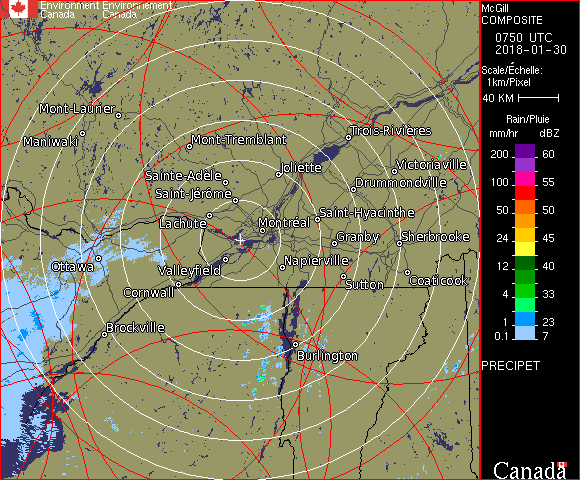 Environment Environnement
Canada Canada
McGill
COMPOSITE
0750 UTC
2018-01-30
Scale/Échelle:
1km/Pixel
40 KM
Rain/Pluie
mm/hr dBZ
200 60
100 55
50 50
24 45
12 40
4 33
1 23
0.1 7
PRECIPET
Canada
Mont-Laurier
Maniwaki
Mont-Tremblant
Trois-Rivières
Sainte-Adèle
Joliette
Victoriaville
Saint-Jérôme
Drummondville
Lachute
Saint-Hyacinthe
Montréal
Granby
Sherbrooke
Ottawa
Valleyfield
Napierville
Cornwall
Sutton
Coaticook
Brockville
Burlington